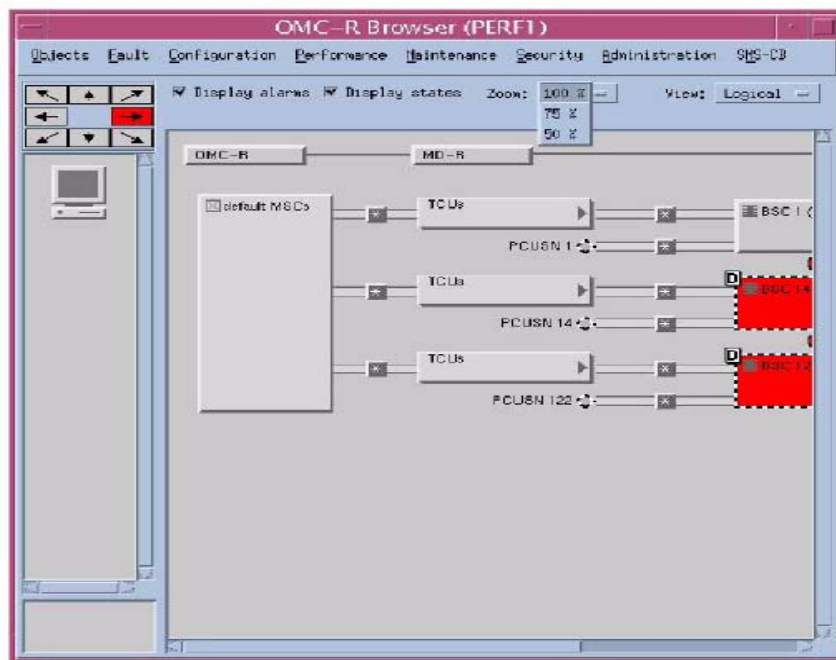 OMC-R Browser (PERF1)
Objects Fault Configuration Performance Maintenance Security Administration SMS-CB
Display alarms Display states Zoom: 100 % View: Logical
75 %
50 %
OMC-R MD-R
default MSCs TCUs BSC 1 (
PCUSN 1
TCUs D BSC 14
PCUSN 14
TCUs D BSC 12
PCUSN 122